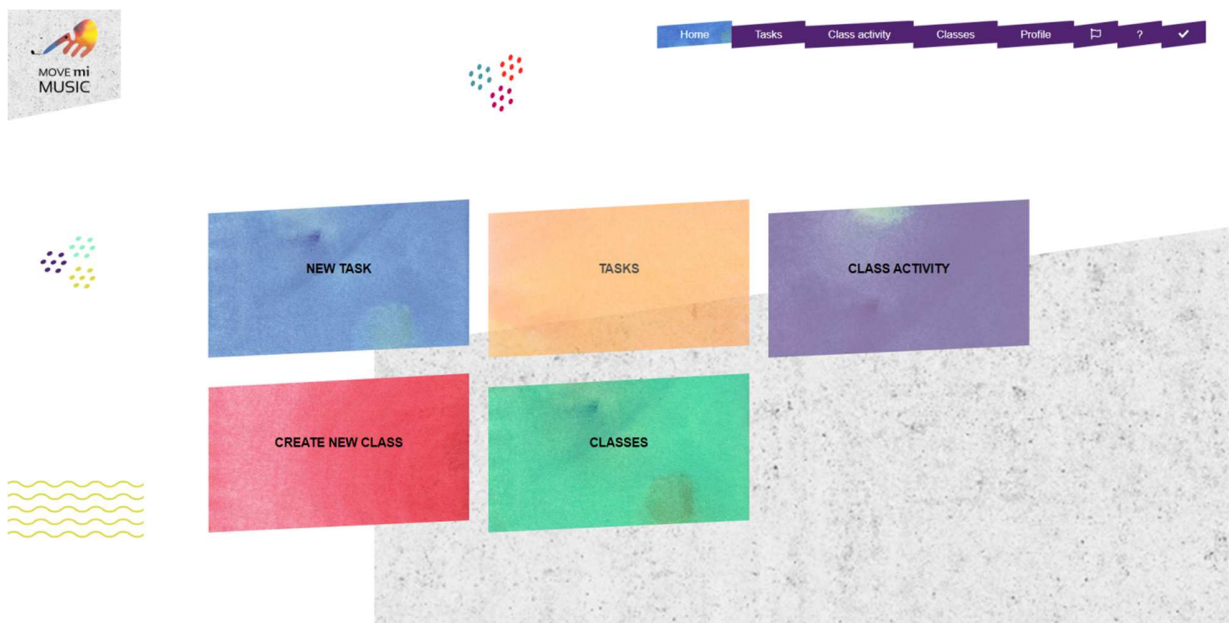 MOVE mi
MUSIC
Home Tasks Class activity Classes Profile ?
NEW TASK
TASKS
CLASS ACTIVITY
CREATE NEW CLASS
CLASSES